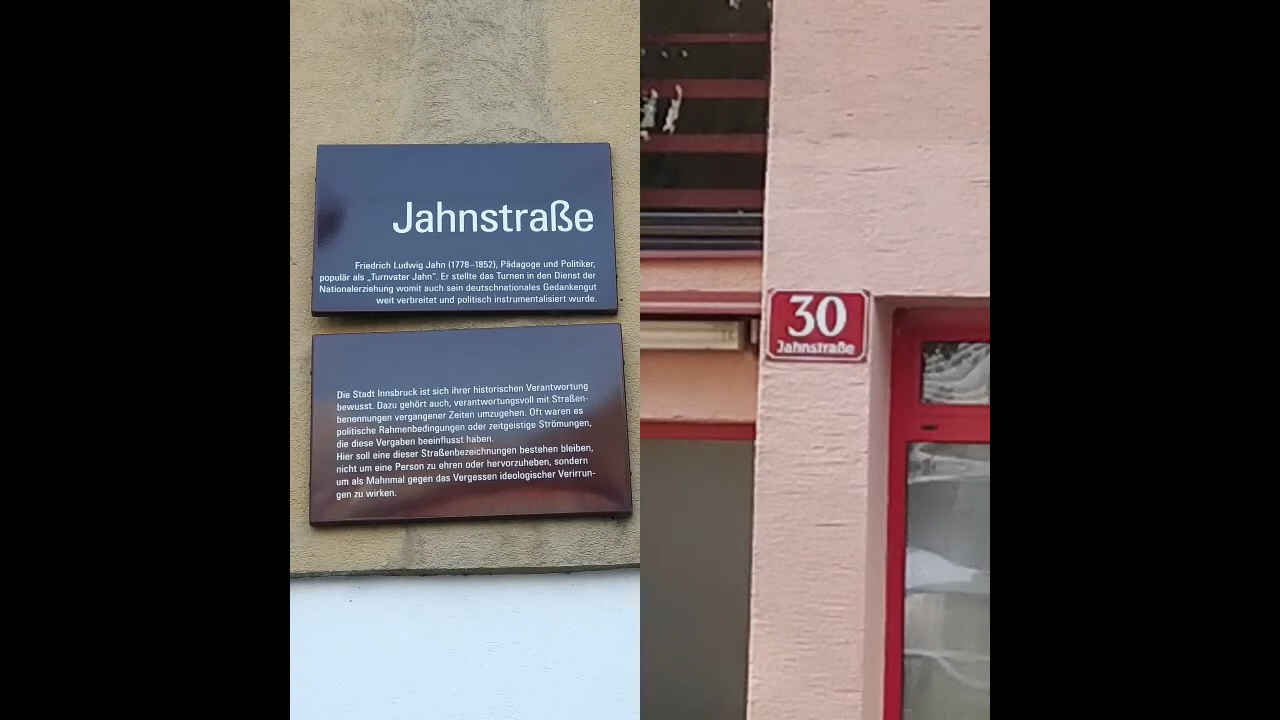 Jahnstraße
Friedrich Ludwig Jahn (1778–1852), Pädagoge und Politiker,
populär als „Turnvater Jahn“. Er stellte das Turnen in den Dienst der
Nationalerziehung womit auch sein deutschnationales Gedankengut
weit verbreitet und politisch instrumentalisiert wurde.
Die Stadt Innsbruck ist sich ihrer historischen Verantwortung
bewusst. Dazu gehört auch, verantwortungsvoll mit Straßen-
benennungen vergangener Zeiten umzugehen. Oft waren es
politische Rahmenbedingungen oder zeitgeistige Strömungen,
die diese Vergaben beeinflusst haben.
Hier soll eine dieser Straßenbezeichnungen bestehen bleiben,
nicht um eine Person zu ehren oder hervorzuheben, sondern
um als Mahnmal gegen das Vergessen ideologischer Verirrun-
gen zu wirken.
30
Jahnstraße